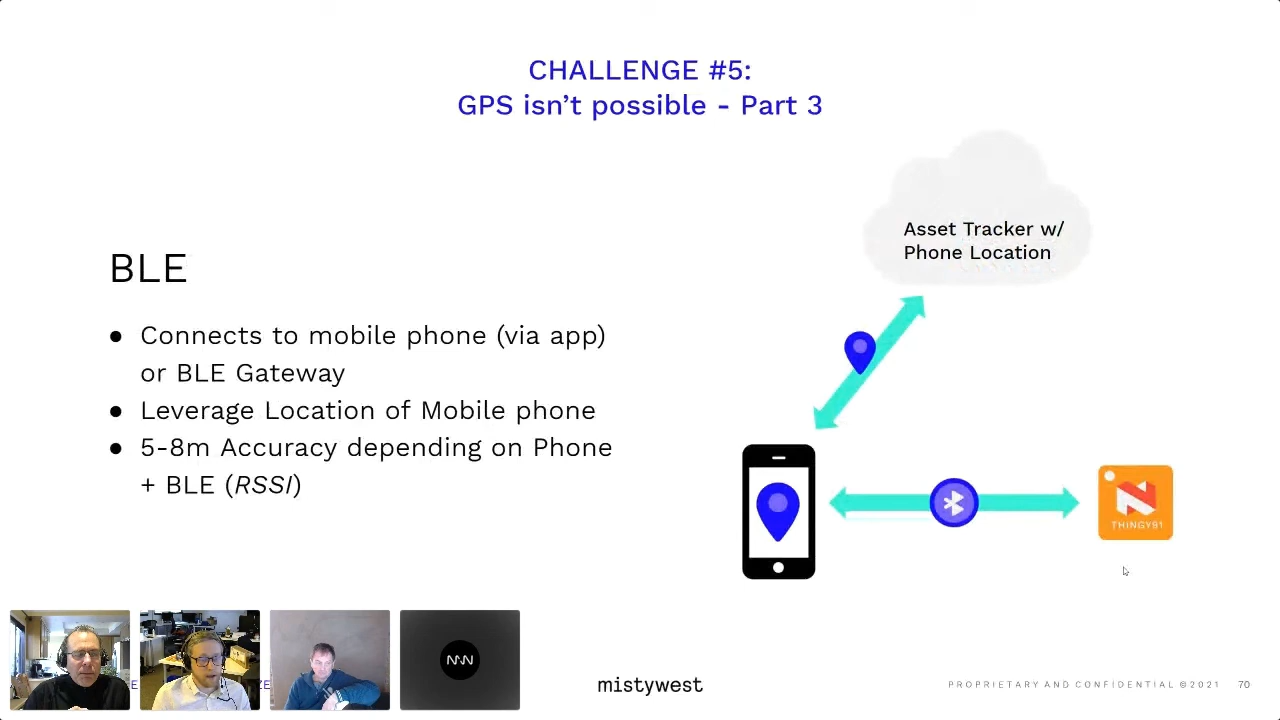 CHALLENGE #5:
GPS isn’t possible - Part 3
Asset Tracker w/
Phone Location
BLE
● Connects to mobile phone (via app)
or BLE Gateway
● Leverage Location of Mobile phone
● 5-8m Accuracy depending on Phone
+ BLE (RSSI)
THINGY91
mistywest
PROPRIETARY AND CONFIDENTIAL ©2021
70